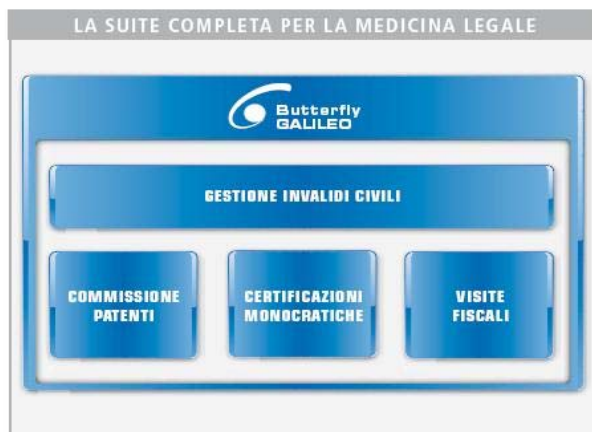 LA SUITE COMPLETA PER LA MEDICINA LEGALE
Butterfly
GALILEO
GESTIONE INVALIDI CIVILI
COMMISSIONE
PATENTI
CERTIFICAZIONI
MONOCRATICHE
VISITE
FISCALI